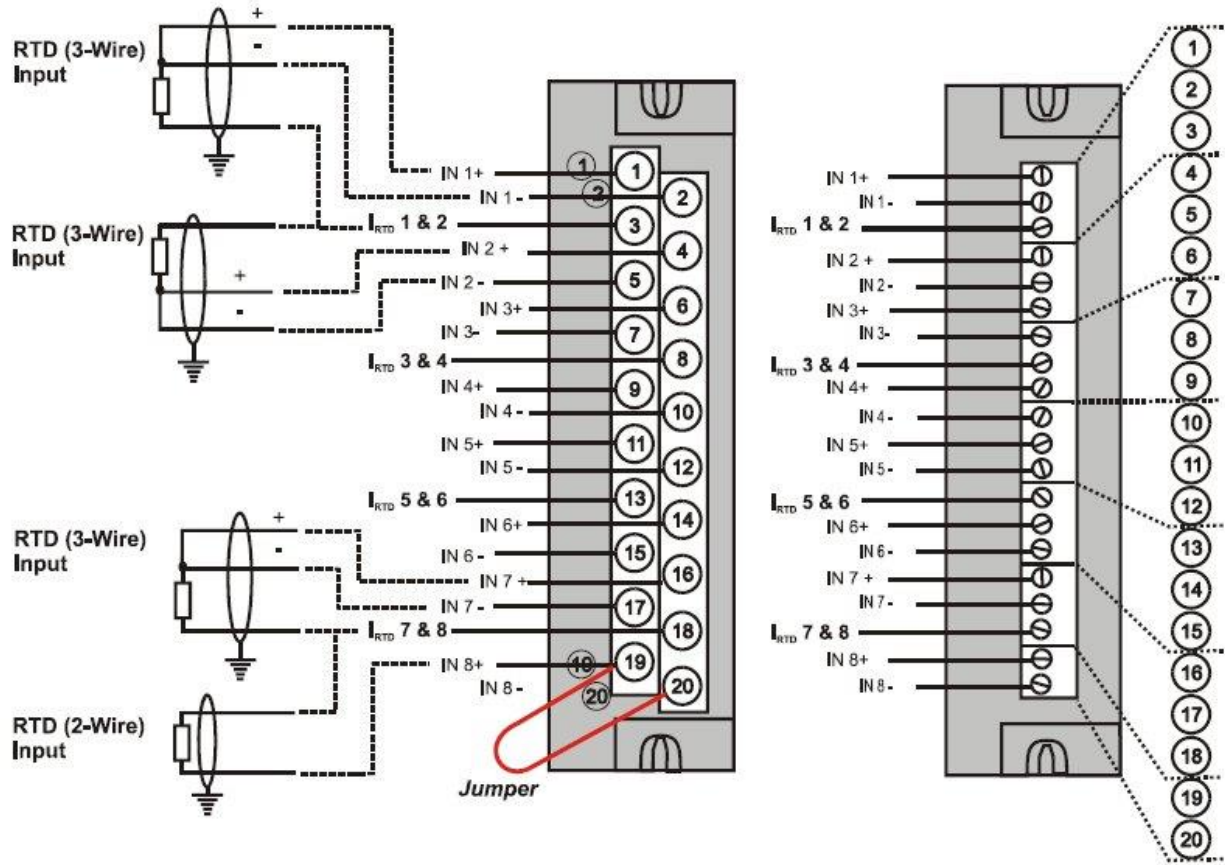 RTD (3-Wire)
Input
+
-
RTD (3-Wire)
Input
+
-
RTD (3-Wire)
Input
+
-
RTD (2-Wire)
Input
IN 1+
IN 1-
IRTD 1 & 2
IN 2 +
IN 2-
IN 3+
IN 3-
IRTD 3 & 4
IN 4+
IN 4-
IN 5+
IN 5-
IRTD 5 & 6
IN 6+
IN 6-
IN 7 +
IN 7-
IRTD 7 & 8
IN 8+
IN 8-
1
2
19
20
1
2
3
4
5
6
7
8
9
10
11
12
13
14
15
16
17
18
19
20
Jumper
IN 1+
IN 1-
IRTD 1 & 2
IN 2 +
IN 2-
IN 3+
IN 3-
IRTD 3 & 4
IN 4+
IN 4-
IN 5+
IN 5-
IRTD 5 & 6
IN 6+
IN 6-
IN 7 +
IN 7-
IRTD 7 & 8
IN 8+
IN 8-
1
2
3
4
5
6
7
8
9
10
11
12
13
14
15
16
17
18
19
20